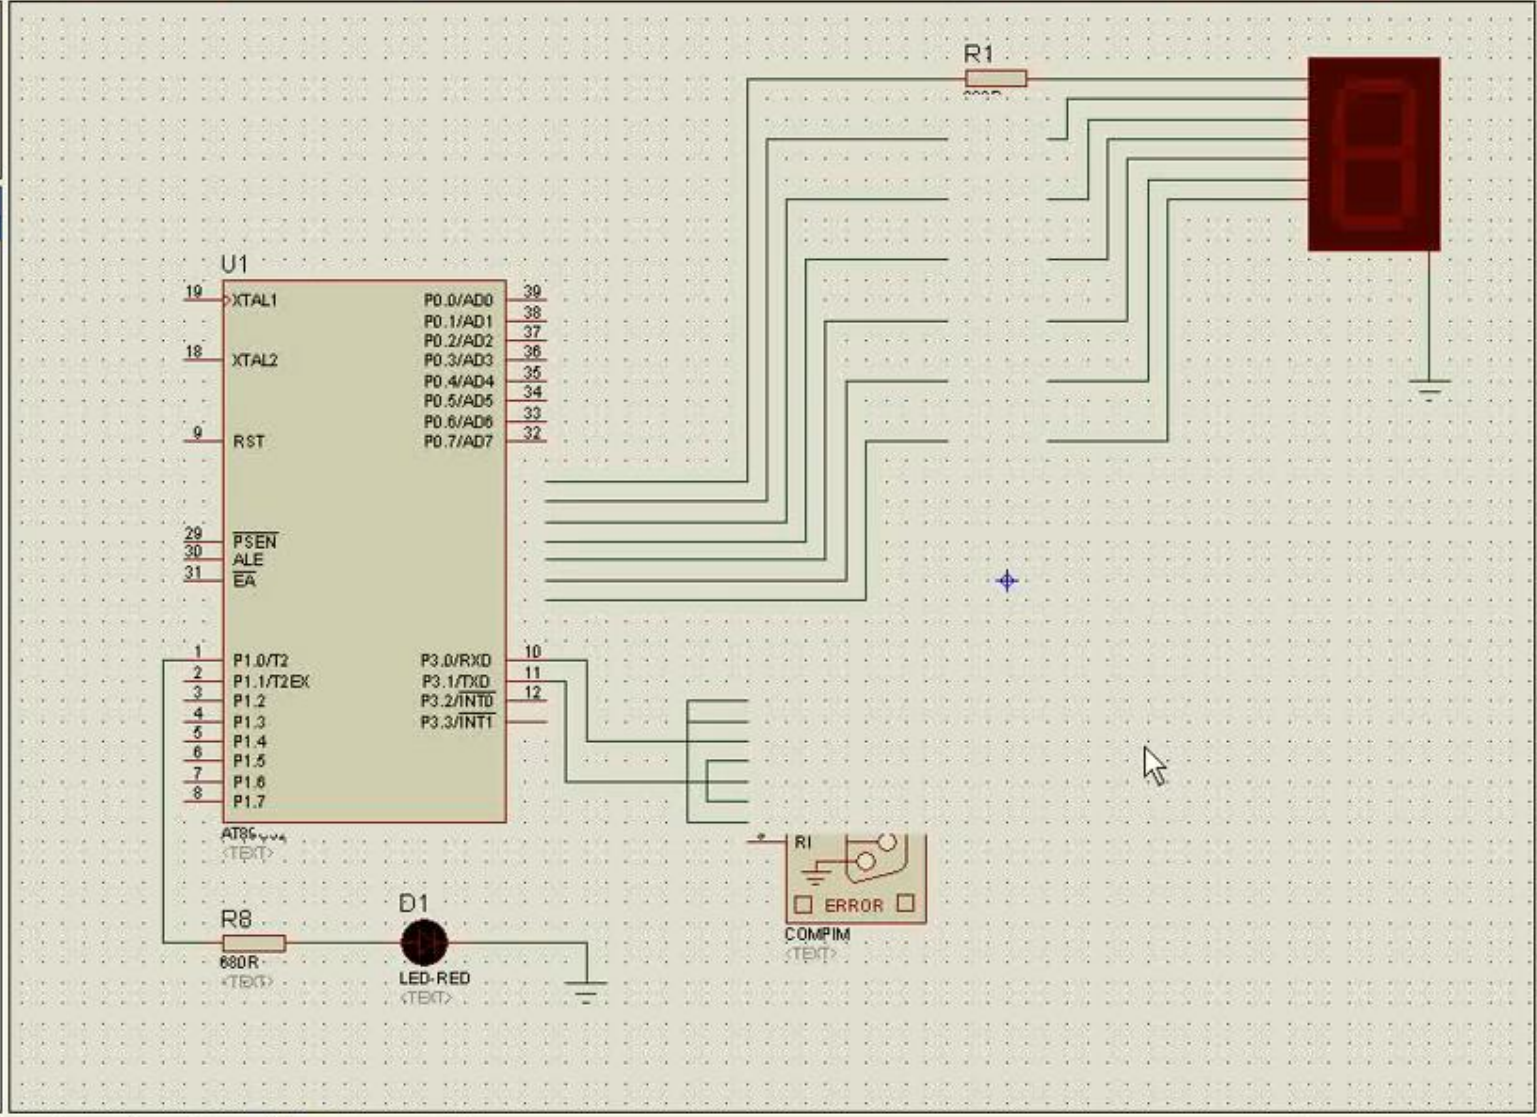 R1
U1
19 XTAL1 P0.0/AD0 39
P0.1/AD1 38
P0.2/AD2 37
18 XTAL2 P0.3/AD3 36
P0.4/AD4 35
P0.5/AD5 34
P0.6/AD6 33
9 RST P0.7/AD7 32
29 PSEN
30 ALE
31 EA
1 P1.0/T2 P3.0/RXD 10
2 P1.1/T2EX P3.1/TXD 11
3 P1.2 P3.2/INT0 12
4 P1.3 P3.3/INT1
5 P1.4
6 P1.5
7 P1.6
8 P1.7
<TEXT>
RI
ERROR
COMPIM
<TEXT>
R8
680R
<TEXT>
D1
LED-RED
<TEXT>